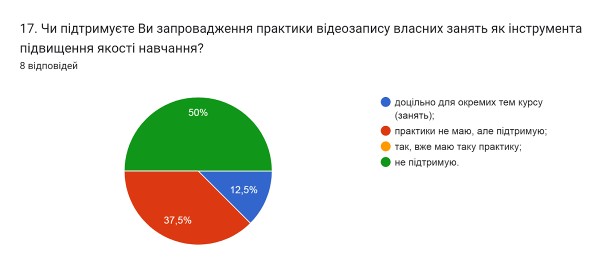 17. Чи підтримуєте Ви запровадження практики відеозапису власних занять як інструмента
підвищення якості навчання?
8 відповідей
доцільно для окремих тем курсу
(занять);
практики не маю, але підтримую;
так, вже маю таку практику;
не підтримую.
50%
12,5%
37,5%